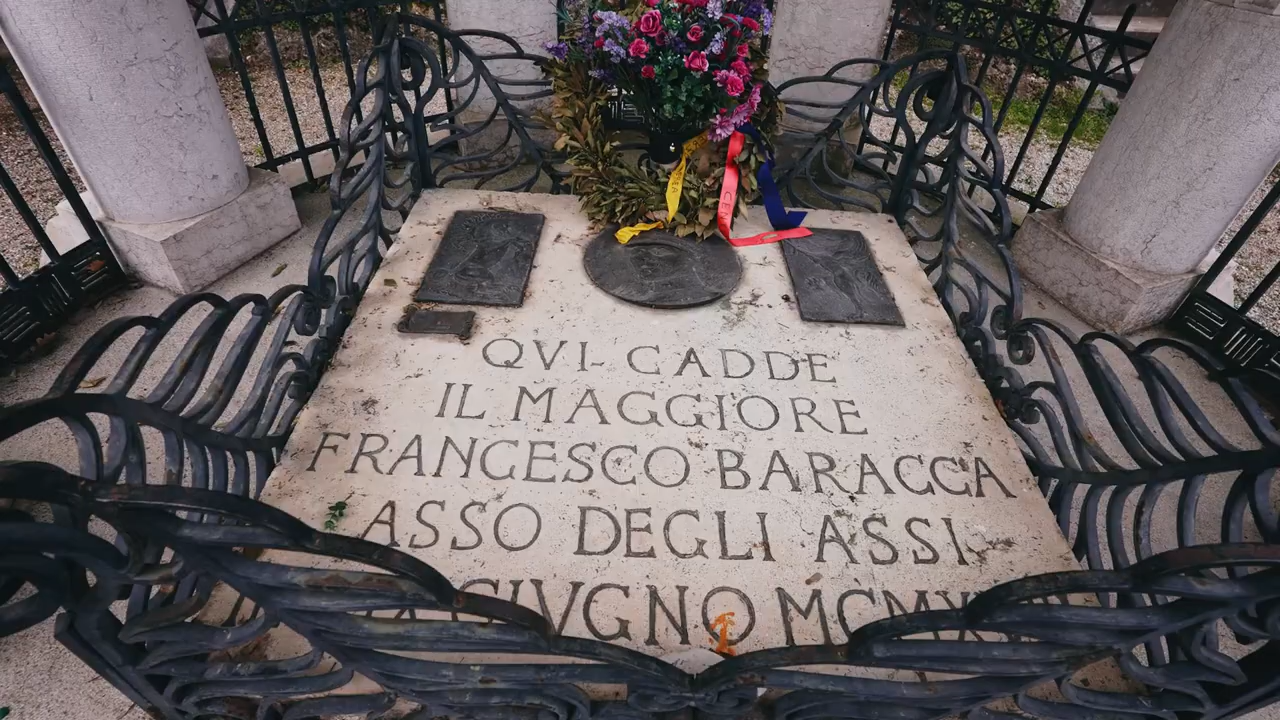 QVI CADDE
IL MAGGIORE
FRANCESCO BARACCA
ASSO DEGLI ASSI
GIVGNO